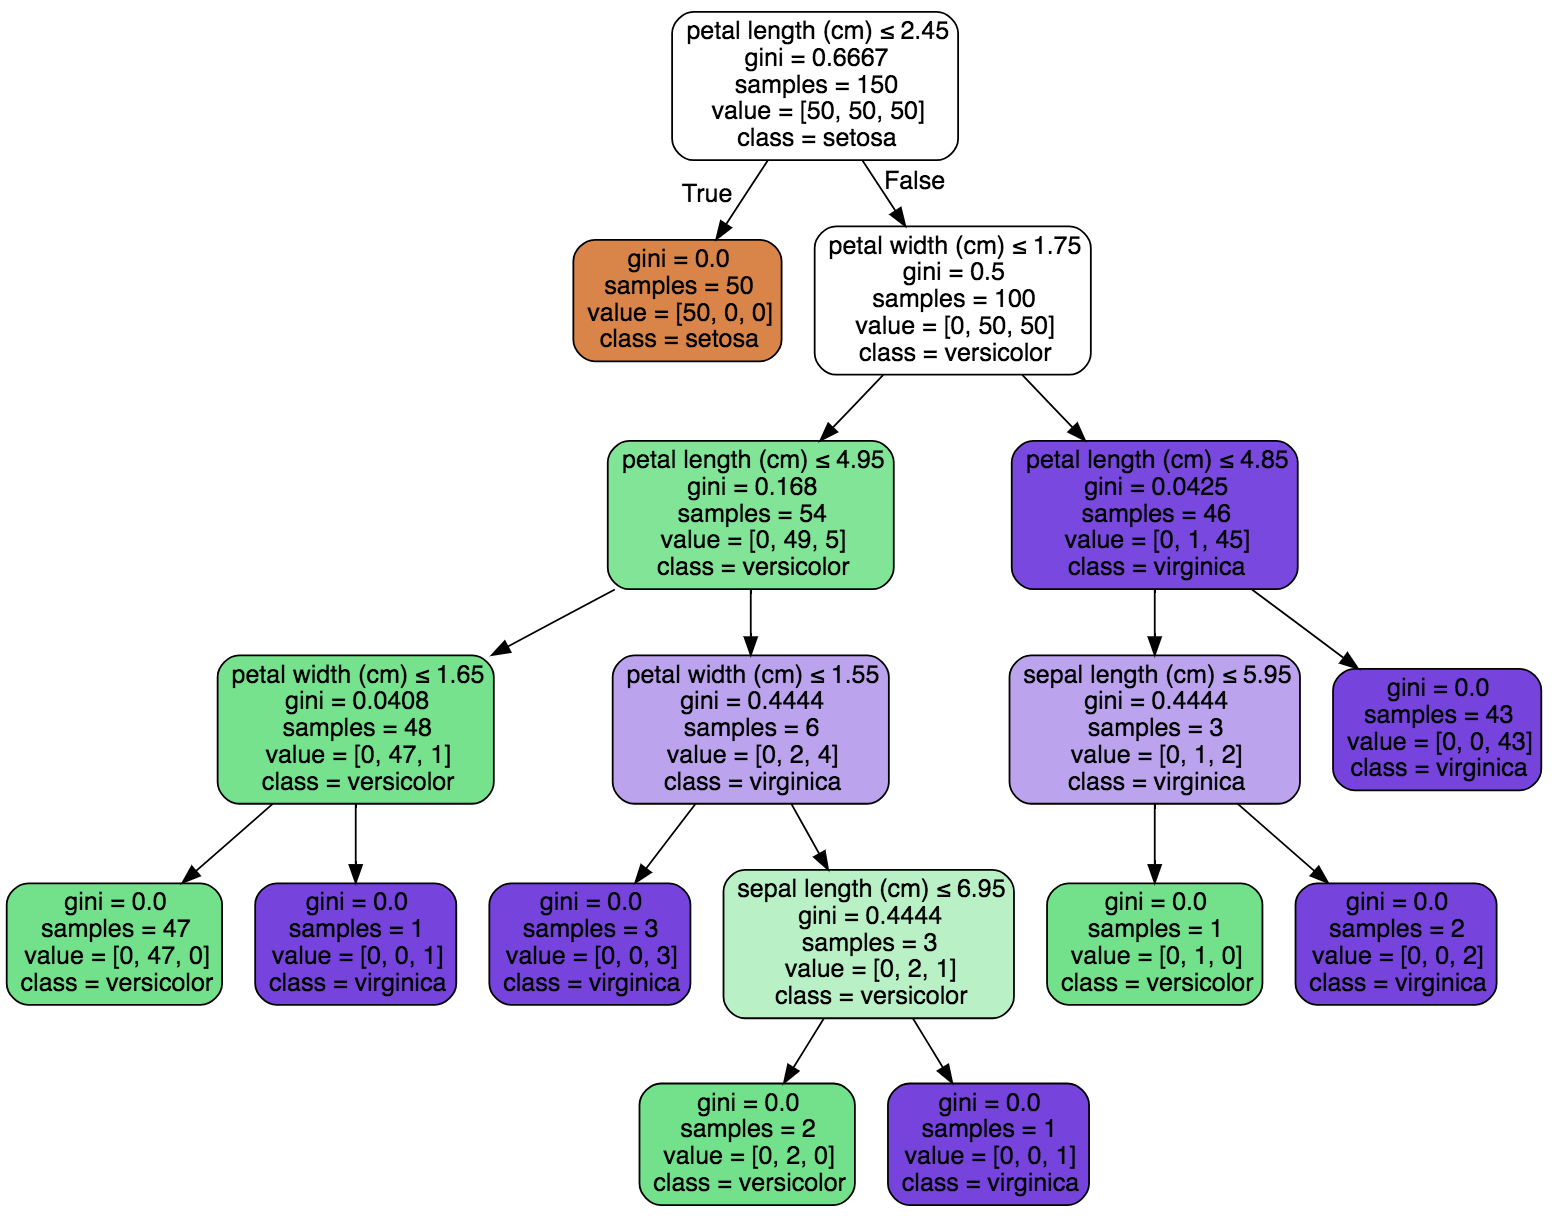 petal length (cm) ≤ 2.45
gini = 0.6667
samples = 150
value = [50, 50, 50]
class = setosa
True
False
gini = 0.0
samples = 50
value = [50, 0, 0]
class = setosa
petal width (cm) ≤ 1.75
gini = 0.5
samples = 100
value = [0, 50, 50]
class = versicolor
petal length (cm) ≤ 4.95
gini = 0.168
samples = 54
value = [0, 49, 5]
class = versicolor
petal length (cm) ≤ 4.85
gini = 0.0425
samples = 46
value = [0, 1, 45]
class = virginica
petal width (cm) ≤ 1.65
gini = 0.0408
samples = 48
value = [0, 47, 1]
class = versicolor
petal width (cm) ≤ 1.55
gini = 0.4444
samples = 6
value = [0, 2, 4]
class = virginica
sepal length (cm) ≤ 5.95
gini = 0.4444
samples = 3
value = [0, 1, 2]
class = virginica
gini = 0.0
samples = 43
value = [0, 0, 43]
class = virginica
gini = 0.0
samples = 47
value = [0, 47, 0]
class = versicolor
gini = 0.0
samples = 1
value = [0, 0, 1]
class = virginica
gini = 0.0
samples = 3
value = [0, 0, 3]
class = virginica
sepal length (cm) ≤ 6.95
gini = 0.4444
samples = 3
value = [0, 2, 1]
class = versicolor
gini = 0.0
samples = 1
value = [0, 1, 0]
class = versicolor
gini = 0.0
samples = 2
value = [0, 0, 2]
class = virginica
gini = 0.0
samples = 2
value = [0, 2, 0]
class = versicolor
gini = 0.0
samples = 1
value = [0, 0, 1]
class = virginica